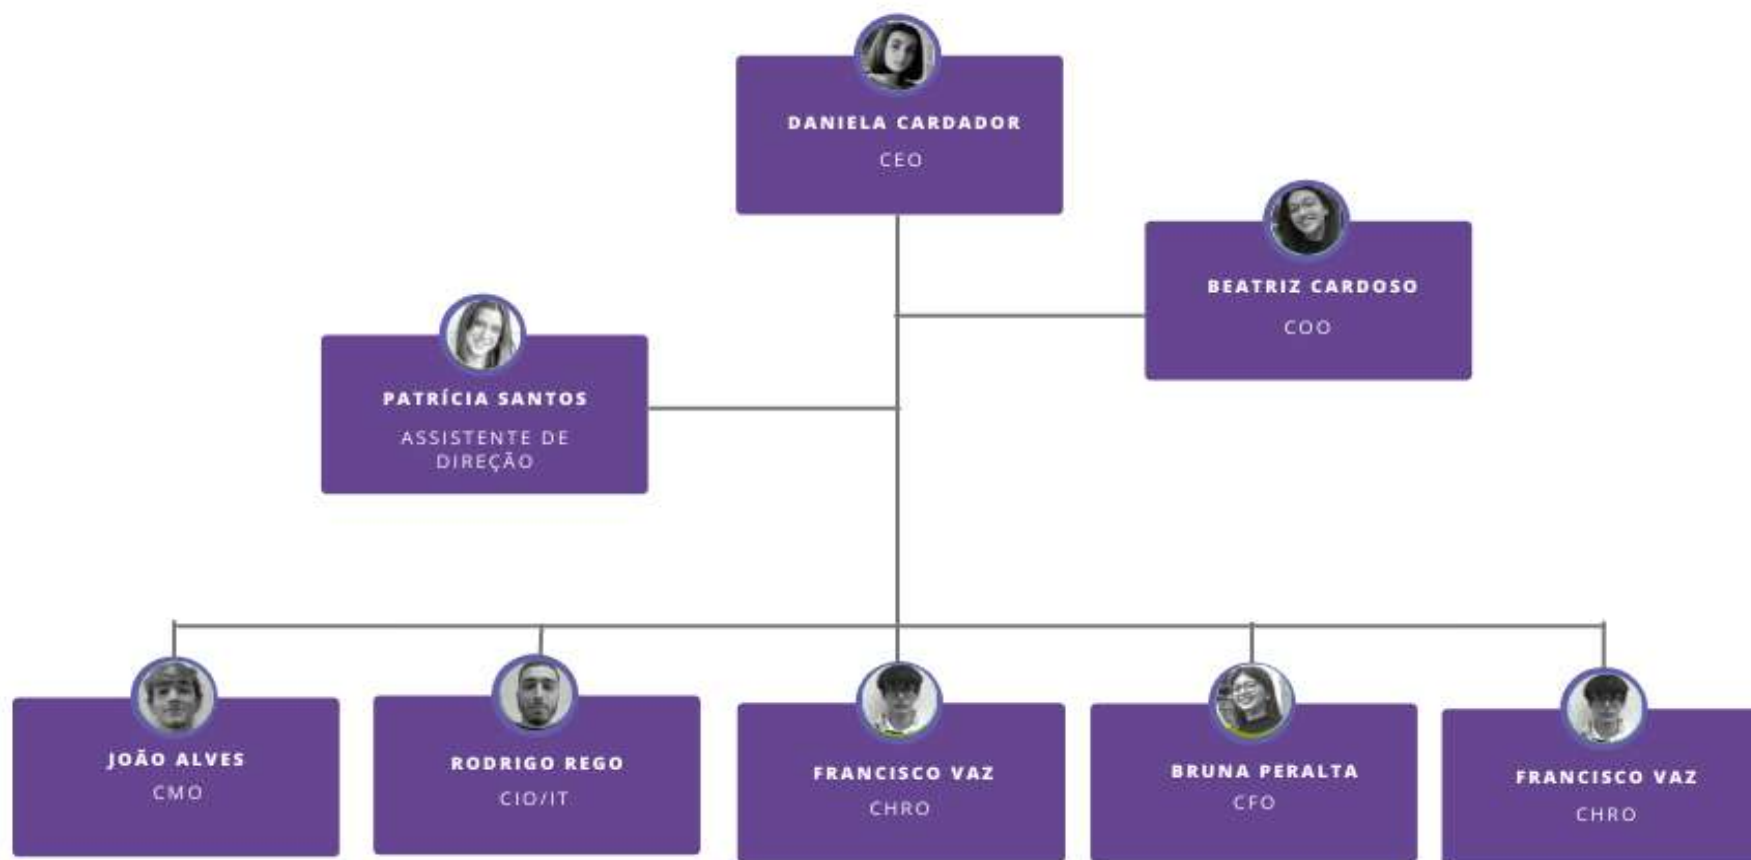 DANIELA CARDADOR
CEO
BEATRIZ CARDOSO
COO
PATRÍCIA SANTOS
ASSISTENTE DE
DIREÇÃO
JOÃO ALVES
CMO
RODRIGO REGO
CIO/IT
FRANCISCO VAZ
CHRO
BRUNA PERALTA
CFO
FRANCISCO VAZ
CHRO